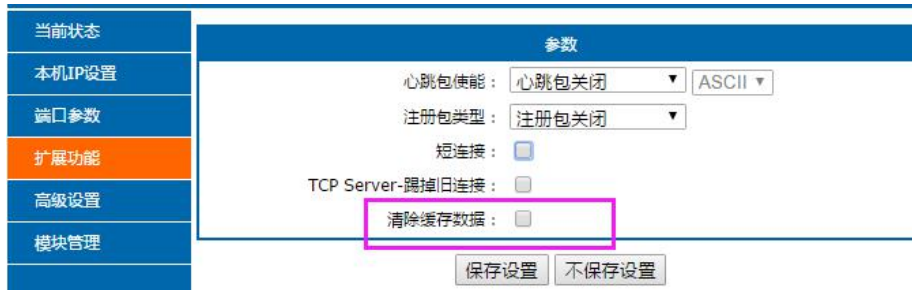 当前状态
本机IP设置
端口参数
扩展功能
高级设置
模块管理
参数
心跳包使能： 心跳包关闭 ASCII
注册包类型： 注册包关闭
短连接：
TCP Server-踢掉旧连接：
清除缓存数据：
保存设置 不保存设置